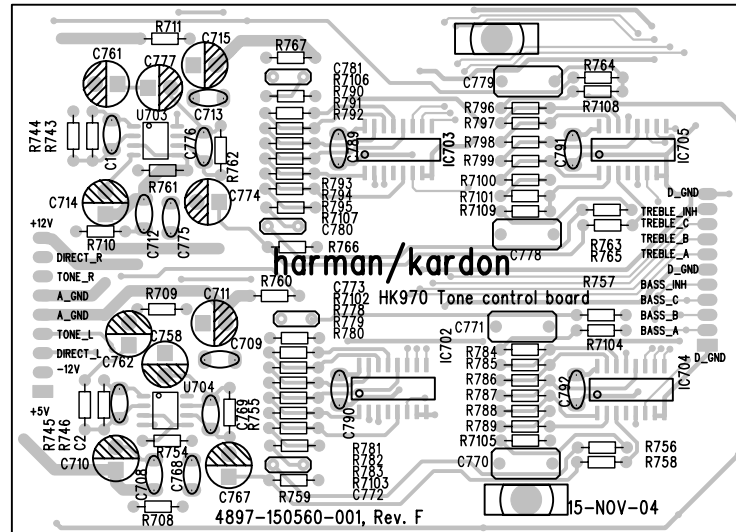 R711
C715
C761
C777
U703
C713
R744
R743
C1
C776
R762
R761
C714
C774
R710
C712
C775
R767
C781
R7106
R790
R791
R792
C789
IC703
R793
R794
R795
R7107
C780
R766
R764
C779
R7108
R796
R797
R798
R799
R7100
R7101
R7109
C778
C791
IC705
R763
R765
+12V
DIRECT_R
TONE_R
A_GND
A_GND
TONE_L
DIRECT_L
-12V
+5V
D_GND
TREBLE_INH
TREBLE_C
TREBLE_B
TREBLE_A
D_GND
BASS_INH
BASS_C
BASS_B
BASS_A
D_GND
harman/kardon
HK970 Tone control board
R760
R757
R709
C711
C758
C762
C709
U704
R745
R746
C2
C769
R755
R754
C710
C708
C768
C767
R708
C773
R7102
R778
R779
R780
IC702
C790
R781
R782
R783
R7103
C772
R759
C771
R7104
R784
R785
R786
R787
R788
R789
R7105
C770
C792
IC704
R756
R758
4897-150560-001, Rev. F
15-NOV-04